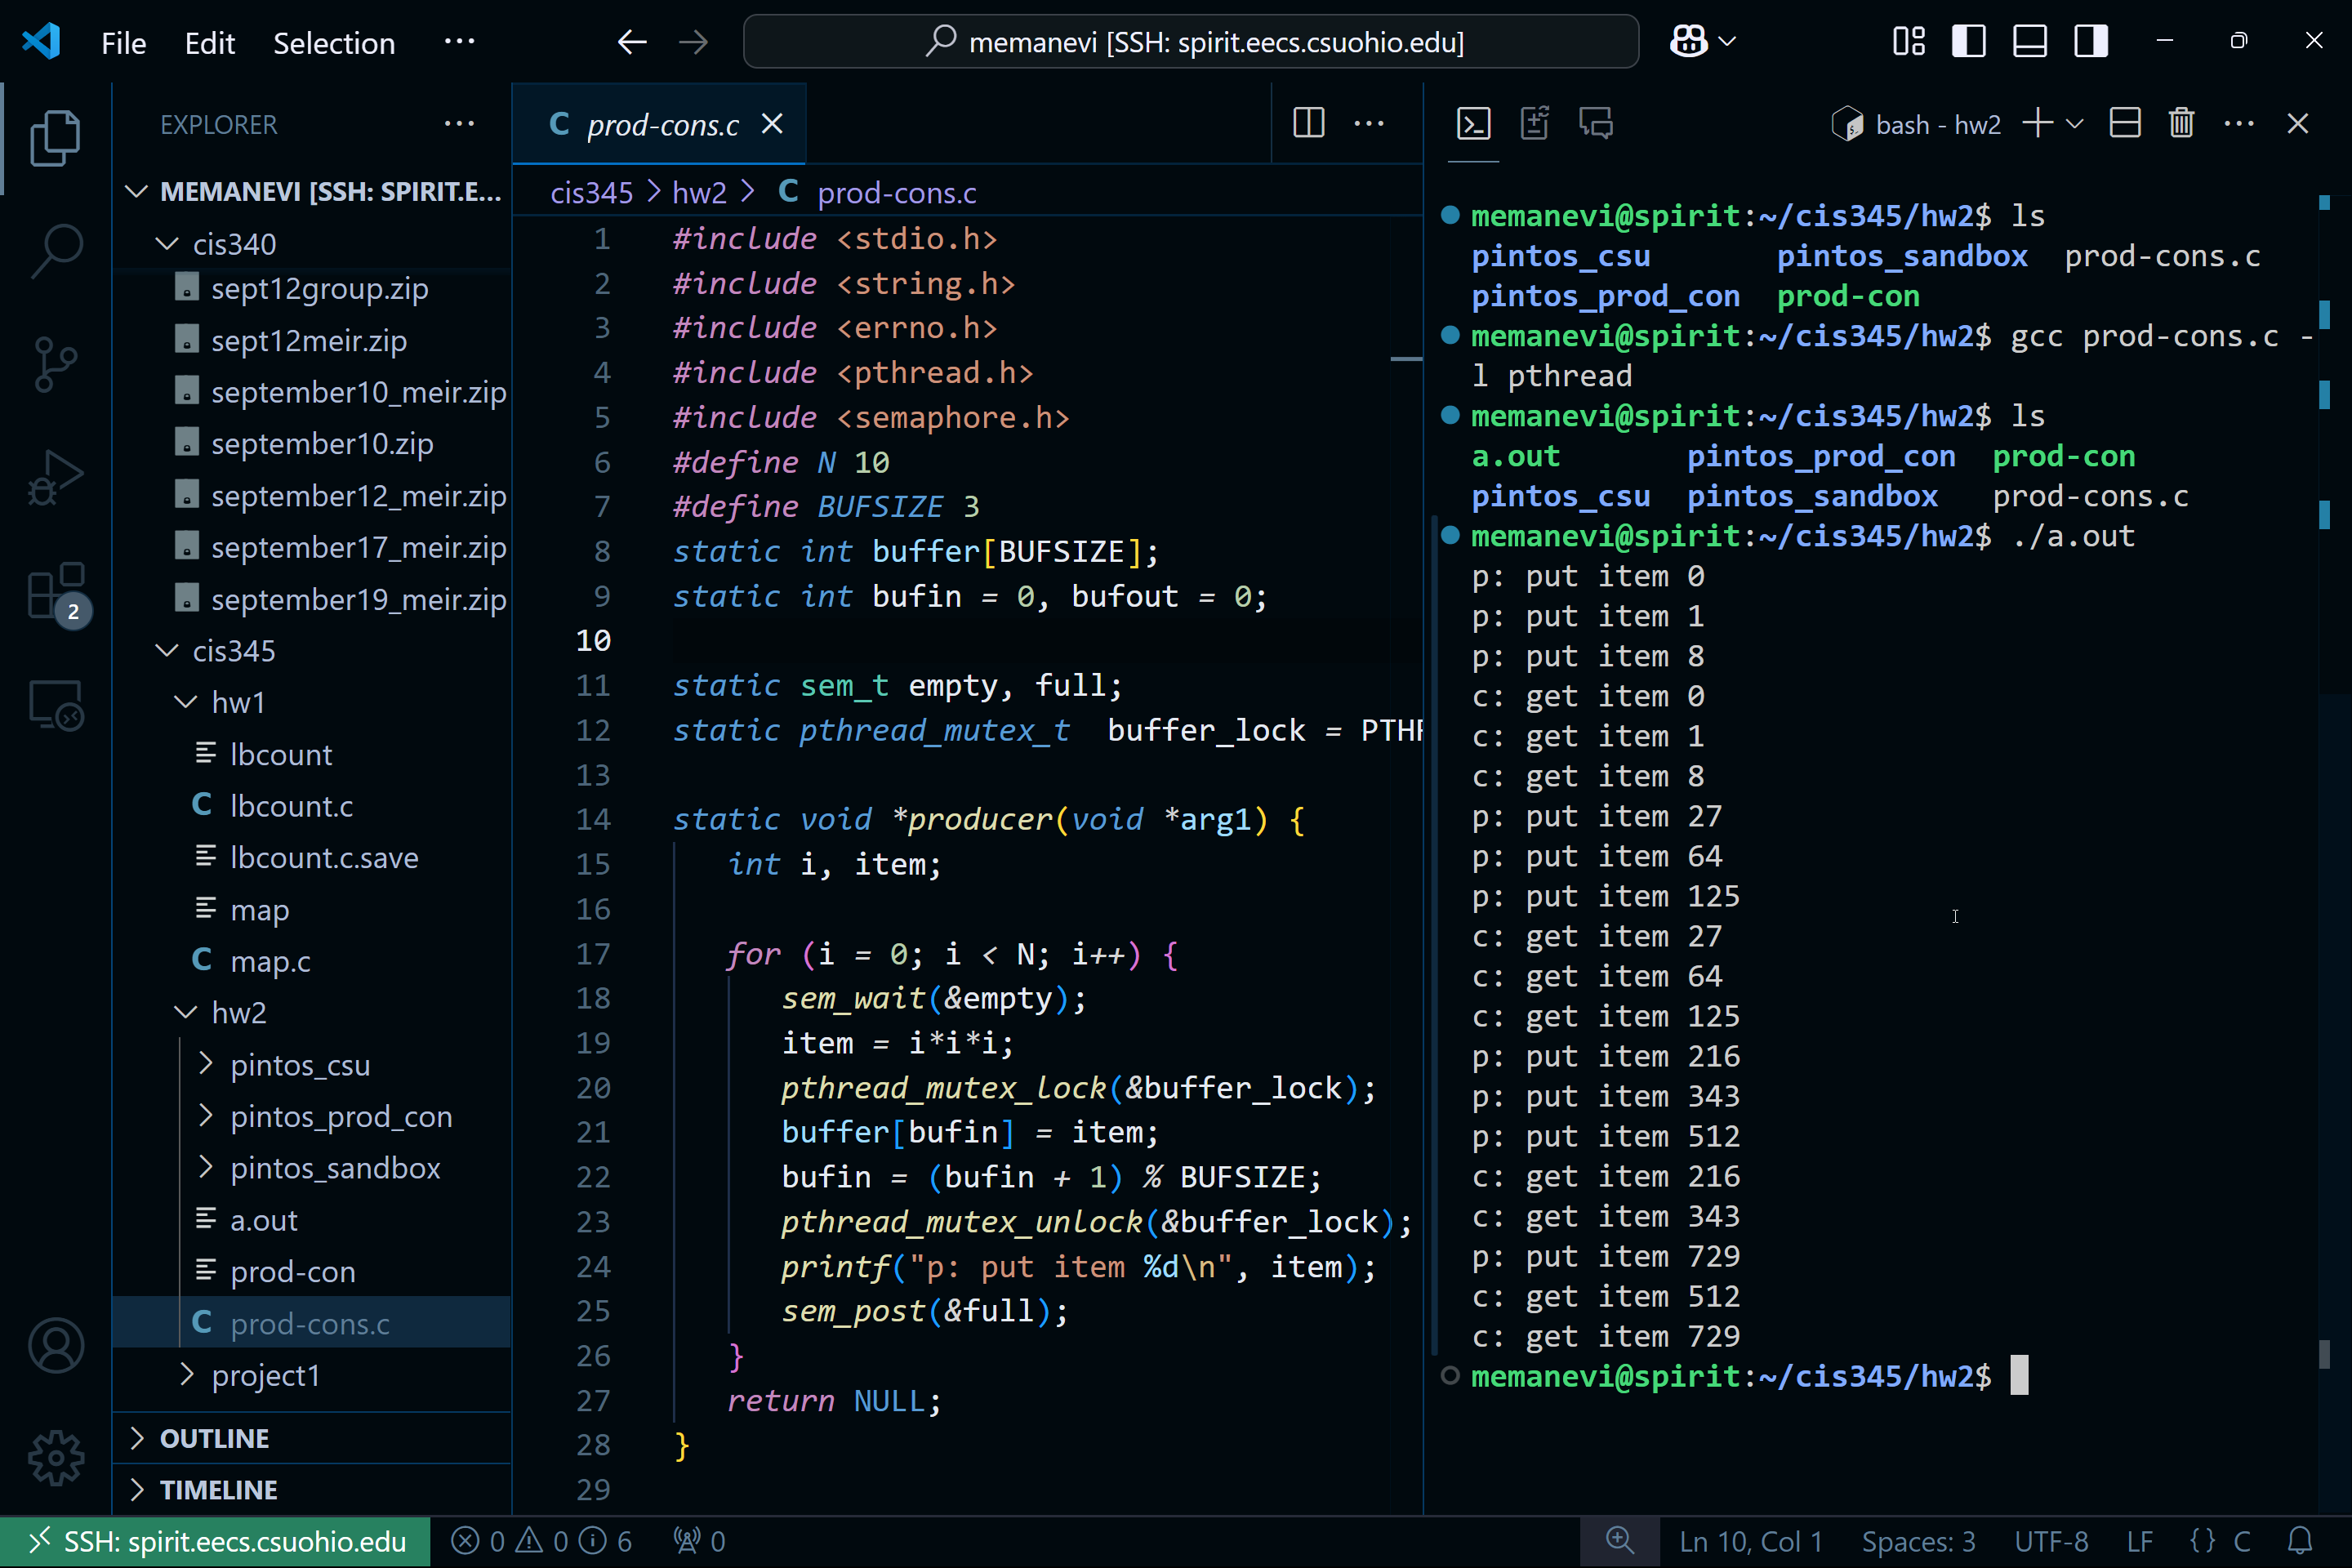 File Edit Selection ···
memanevi [SSH: spirit.eecs.csuohio.edu]
EXPLORER
MEMANEVI [SSH: SPIRIT.E...
cis340
sept12group.zip
sept12meir.zip
september10_meir.zip
september10.zip
september12_meir.zip
september17_meir.zip
september19_meir.zip
cis345
hw1
lbcount
C lbcount.c
lbcount.c.save
map
C map.c
hw2
pintos_csu
pintos_prod_con
pintos_sandbox
a.out
prod-con
C prod-cons.c
project1
OUTLINE
TIMELINE
2
C prod-cons.c
cis345 > hw2 > C prod-cons.c
1 #include <stdio.h>
2 #include <string.h>
3 #include <errno.h>
4 #include <pthread.h>
5 #include <semaphore.h>
6 #define N 10
7 #define BUFSIZE 3
8 static int buffer[BUFSIZE];
9 static int bufin = 0, bufout = 0;
10
11 static sem_t empty, full;
12 static pthread_mutex_t  buffer_lock = PTHR
13
14 static void *producer(void *arg1) {
15    int i, item;
16
17    for (i = 0; i < N; i++) {
18       sem_wait(&empty);
19       item = i*i*i;
20       pthread_mutex_lock(&buffer_lock);
21       buffer[bufin] = item;
22       bufin = (bufin + 1) % BUFSIZE;
23       pthread_mutex_unlock(&buffer_lock);
24       printf("p: put item %d\n", item);
25       sem_post(&full);
26    }
27    return NULL;
28 }
29
bash - hw2
memanevi@spirit:~/cis345/hw2$ ls
pintos_csu       pintos_sandbox  prod-cons.c
pintos_prod_con  prod-con
memanevi@spirit:~/cis345/hw2$ gcc prod-cons.c -
l pthread
memanevi@spirit:~/cis345/hw2$ ls
a.out       pintos_prod_con  prod-con
pintos_csu  pintos_sandbox   prod-cons.c
memanevi@spirit:~/cis345/hw2$ ./a.out
p: put item 0
p: put item 1
p: put item 8
c: get item 0
c: get item 1
c: get item 8
p: put item 27
p: put item 64
p: put item 125
c: get item 27
c: get item 64
c: get item 125
p: put item 216
p: put item 343
p: put item 512
c: get item 216
c: get item 343
p: put item 729
c: get item 512
c: get item 729
memanevi@spirit:~/cis345/hw2$
SSH: spirit.eecs.csuohio.edu 0 0 6 0 Ln 10, Col 1 Spaces: 3 UTF-8 LF {} C